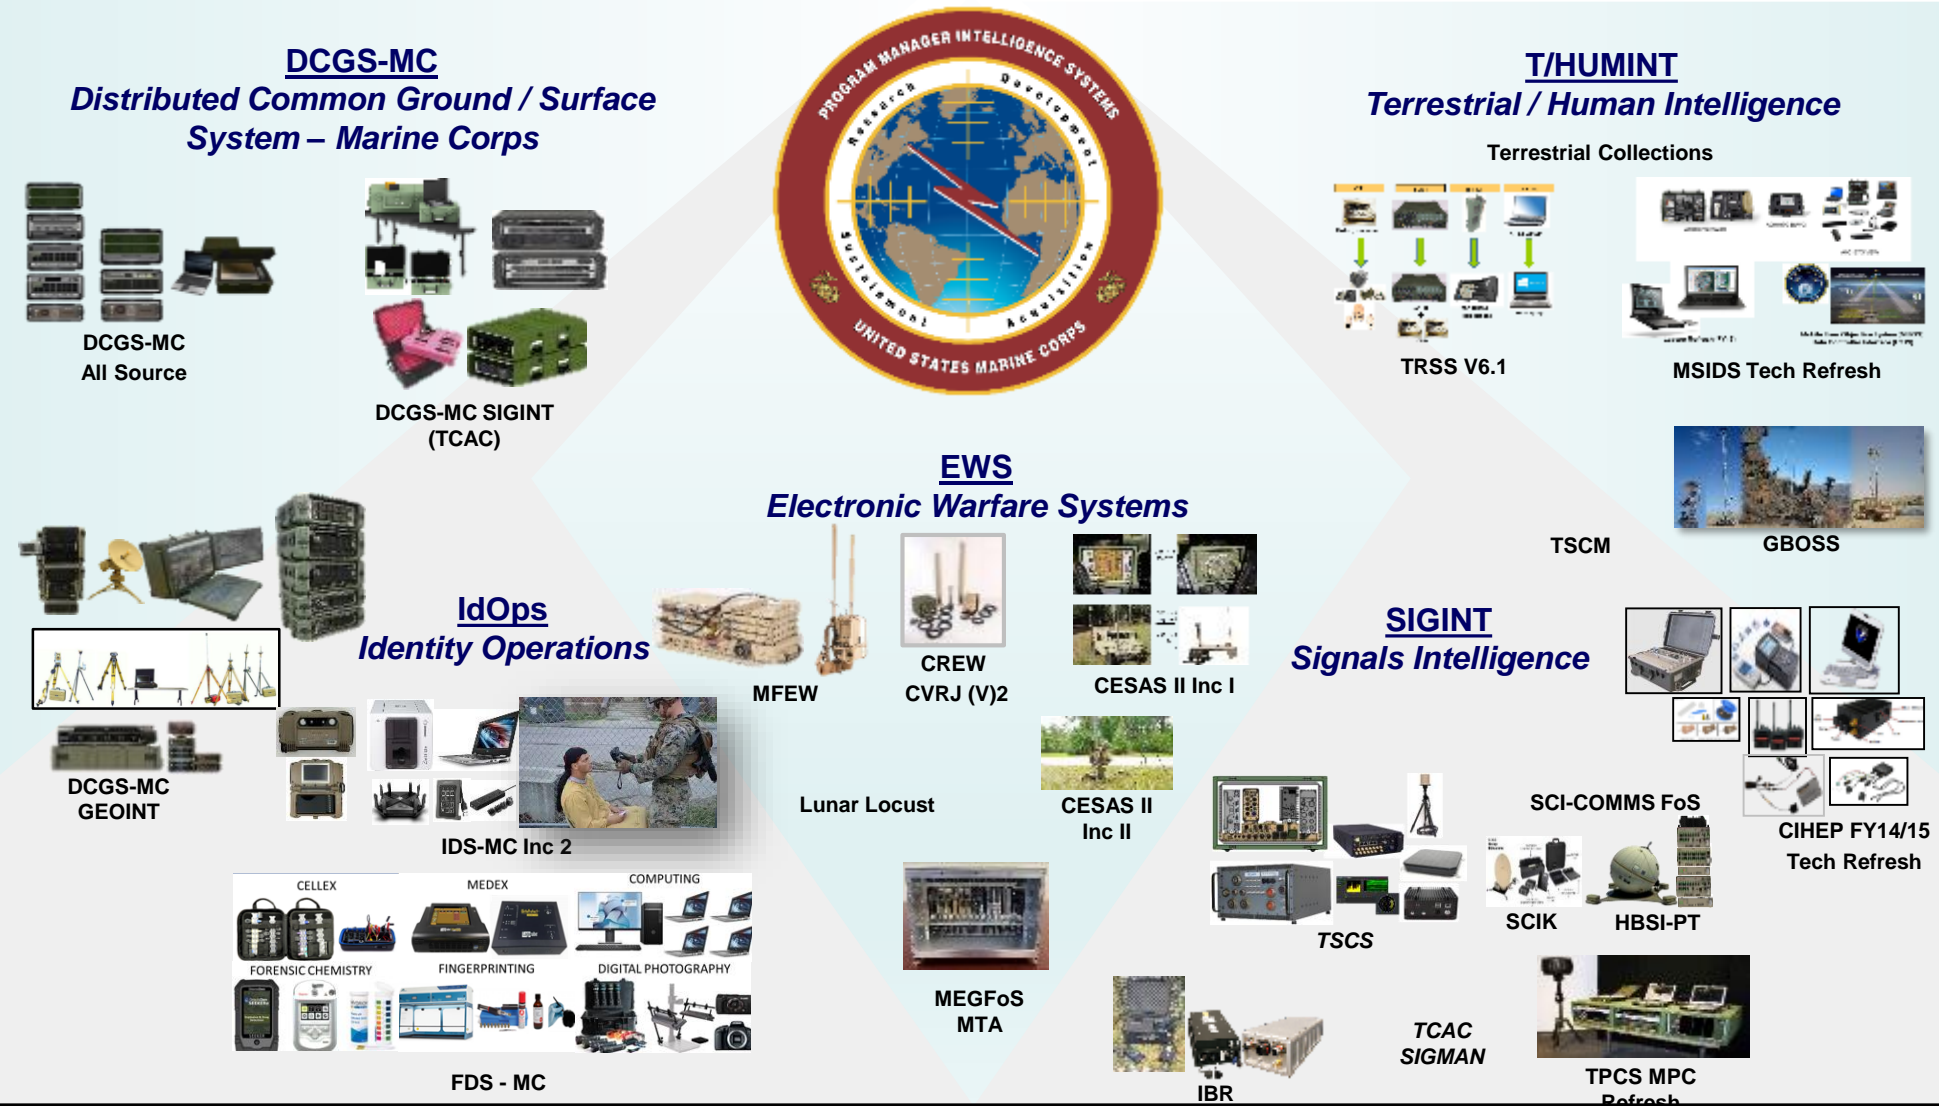 DCGS-MC
Distributed Common Ground / Surface
System – Marine Corps
DCGS-MC
All Source
DCGS-MC SIGINT
(TCAC)
DCGS-MC
GEOINT
PROGRAM MANAGER INTELLIGENCE SYSTEMS
Research
Development
Sustainment
Acquisition
UNITED STATES MARINE CORPS
T/HUMINT
Terrestrial / Human Intelligence
Terrestrial Collections
TRSS V6.1
MSIDS Tech Refresh
TSCM
GBOSS
EWS
Electronic Warfare Systems
MFEW
CREW
CVRJ (V)2
CESAS II Inc I
Lunar Locust
CESAS II
Inc II
MEGFoS
MTA
IdOps
Identity Operations
IDS-MC Inc 2
CELLEX
MEDEX
COMPUTING
FORENSIC CHEMISTRY
FINGERPRINTING
DIGITAL PHOTOGRAPHY
FDS - MC
SIGINT
Signals Intelligence
SCI-COMMS FoS
CIHEP FY14/15
Tech Refresh
TSCS
SCIK
HBSI-PT
IBR
TCAC
SIGMAN
TPCS MPC
Refresh